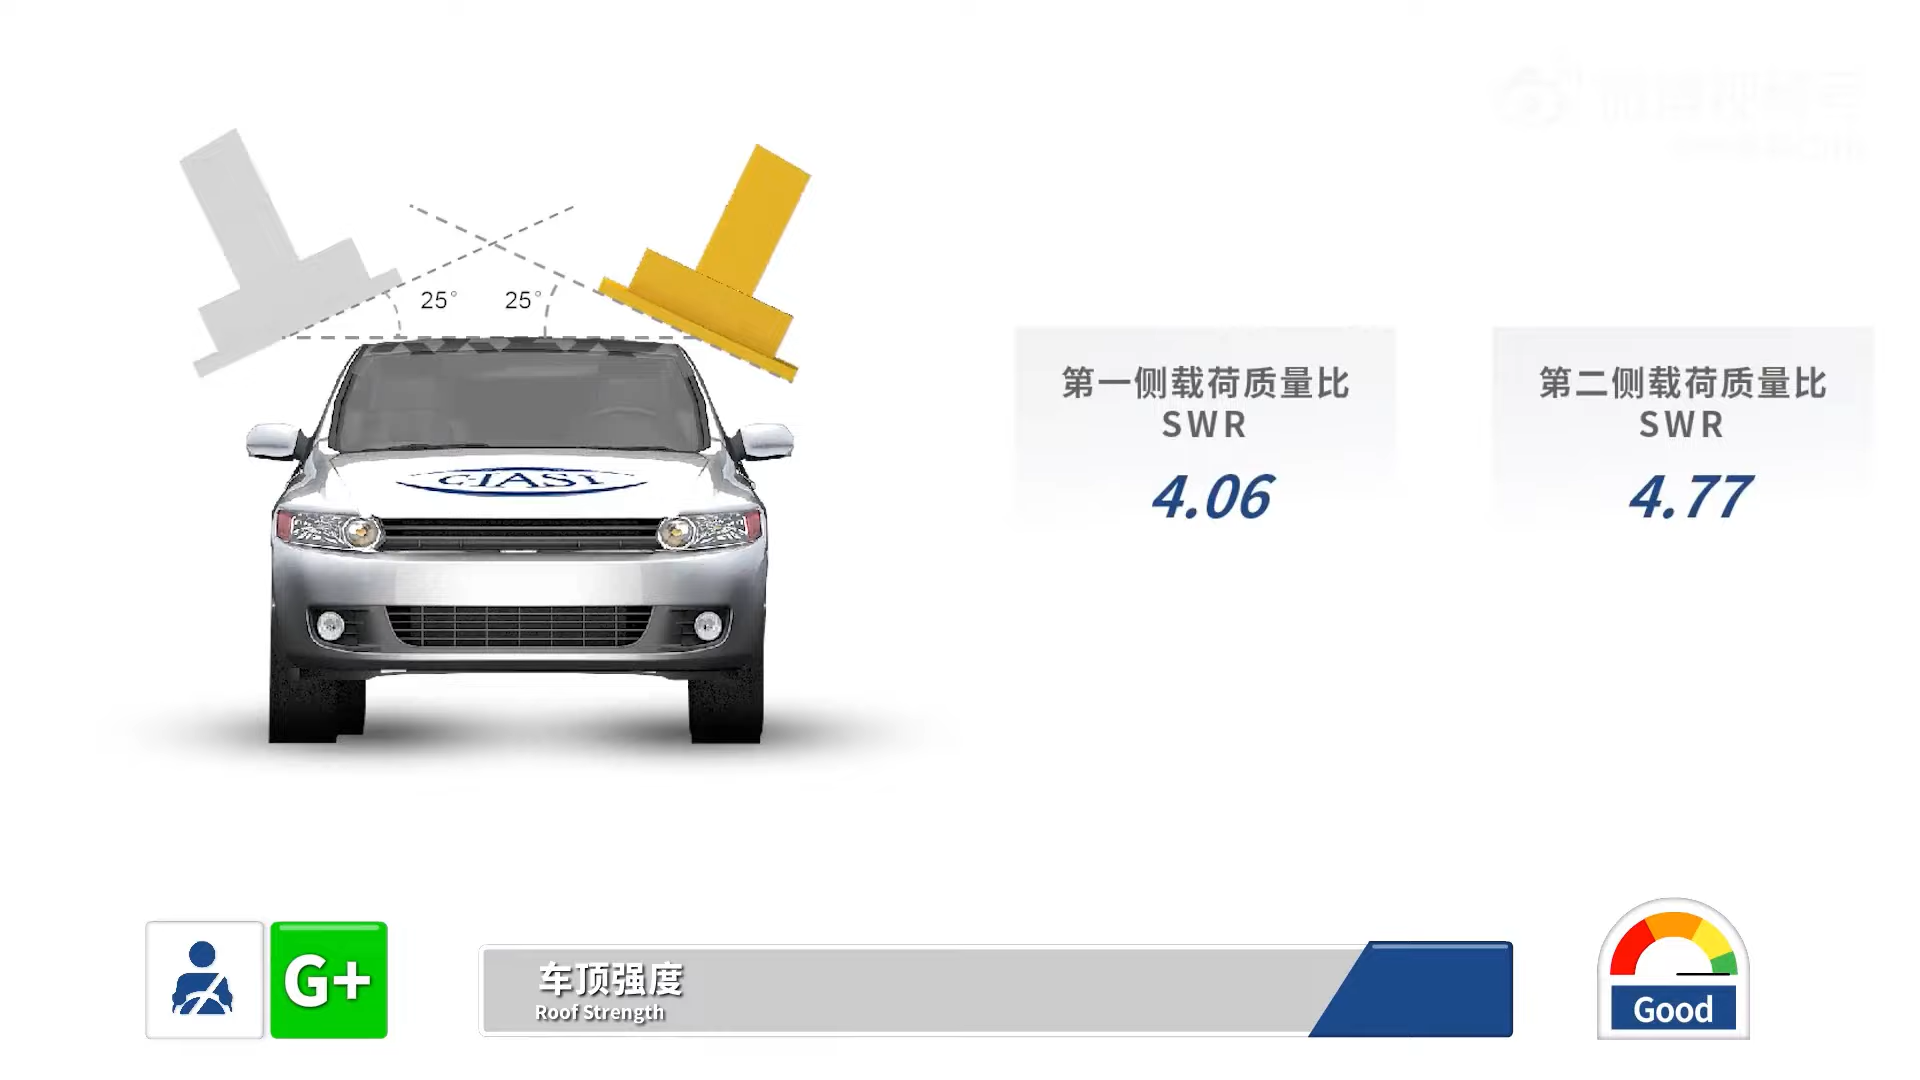 25°
25°
C-IASI
第一侧载荷质量比
SWR
4.06
第二侧载荷质量比
SWR
4.77
G+
车顶强度
Roof Strength
Good